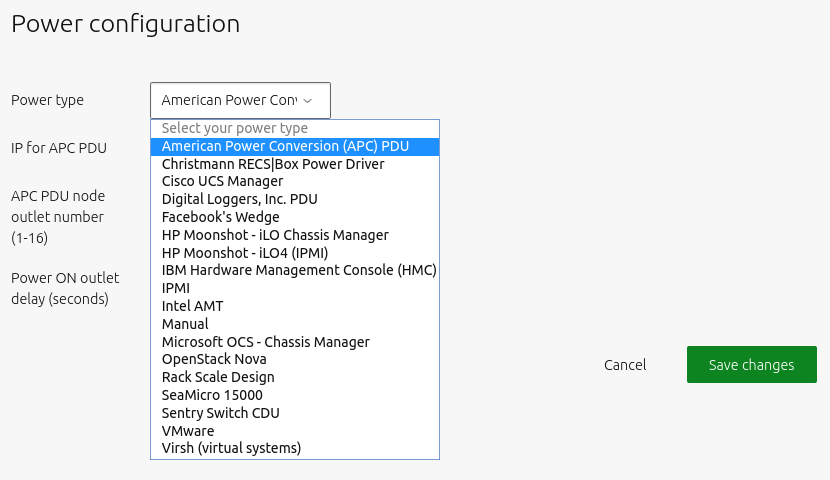 Power configuration
Power type
American Power Con
Select your power type
American Power Conversion (APC) PDU
Christmann RECS|Box Power Driver
Cisco UCS Manager
Digital Loggers, Inc. PDU
Facebook's Wedge
HP Moonshot - iLO Chassis Manager
HP Moonshot - iLO4 (IPMI)
IBM Hardware Management Console (HMC)
IPMI
Intel AMT
Manual
Microsoft OCS - Chassis Manager
OpenStack Nova
Rack Scale Design
SeaMicro 15000
Sentry Switch CDU
VMware
Virsh (virtual systems)
IP for APC PDU
APC PDU node
outlet number
(1-16)
Power ON outlet
delay (seconds)
Cancel
Save changes